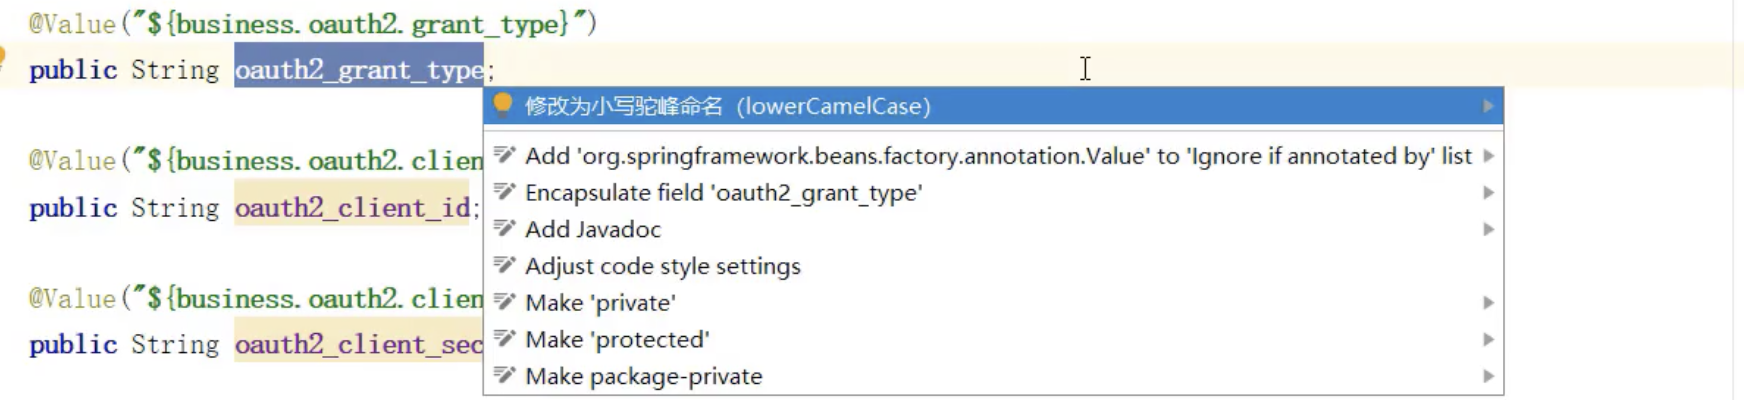 @Value("${business.oauth2.grant_type}")
public String oauth2_grant_type;
修改为小写驼峰命名（lowerCamelCase）
Add 'org.springframework.beans.factory.annotation.Value' to 'Ignore if annotated by' list
@Value("${business.oauth2.clien
Encapsulate field 'oauth2_grant_type'
public String oauth2_client_id;
Add Javadoc
Adjust code style settings
@Value("${business.oauth2.clien
Make 'private'
public String oauth2_client_sec
Make 'protected'
Make package-private